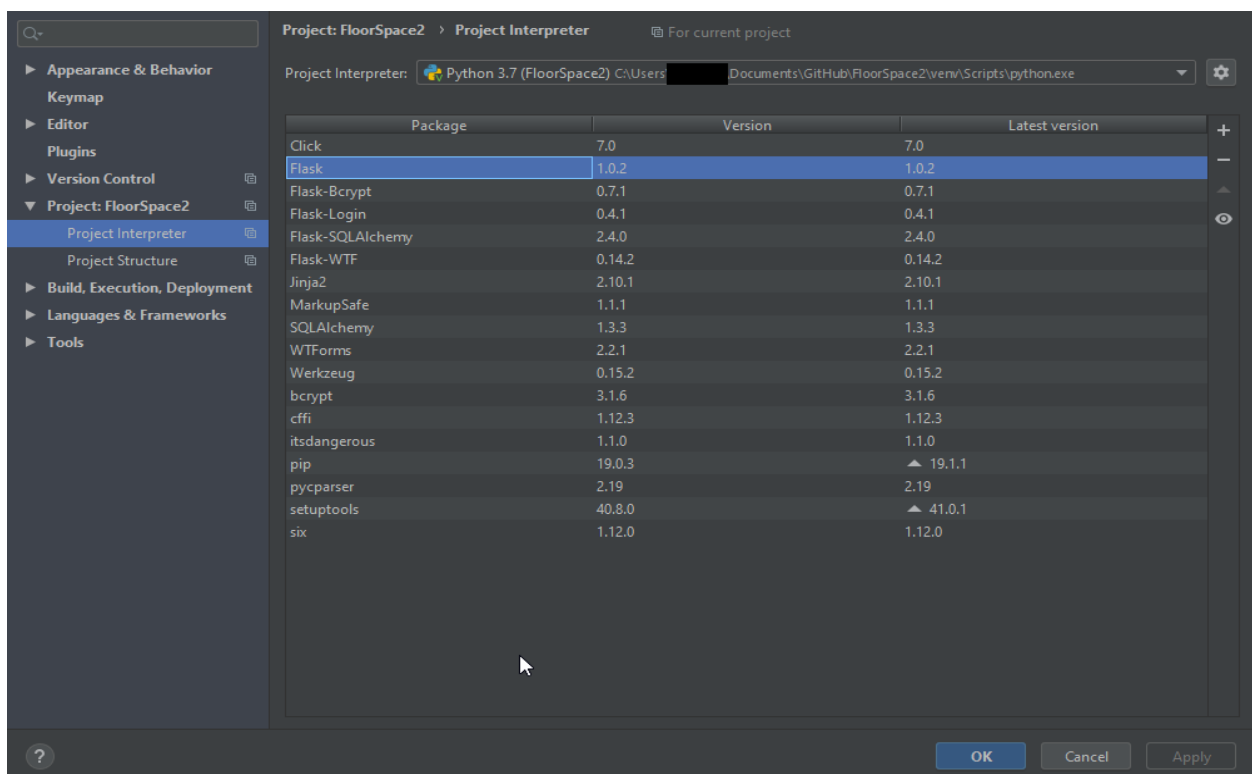 Project: FloorSpace2 › Project Interpreter For current project
Appearance & Behavior
Keymap
Editor
Plugins
Version Control
Project: FloorSpace2
Project Interpreter
Project Structure
Build, Execution, Deployment
Languages & Frameworks
Tools
Project Interpreter: Python 3.7 (FloorSpace2) C:\Users\ \Documents\GitHub\FloorSpace2\venv\Scripts\python.exe
Package Version Latest version
Click 7.0 7.0
Flask 1.0.2 1.0.2
Flask-Bcrypt 0.7.1 0.7.1
Flask-Login 0.4.1 0.4.1
Flask-SQLAlchemy 2.4.0 2.4.0
Flask-WTF 0.14.2 0.14.2
Jinja2 2.10.1 2.10.1
MarkupSafe 1.1.1 1.1.1
SQLAlchemy 1.3.3 1.3.3
WTForms 2.2.1 2.2.1
Werkzeug 0.15.2 0.15.2
bcrypt 3.1.6 3.1.6
cffi 1.12.3 1.12.3
itsdangerous 1.1.0 1.1.0
pip 19.0.3 19.1.1
pycparser 2.19 2.19
setuptools 40.8.0 41.0.1
six 1.12.0 1.12.0
? OK Cancel Apply